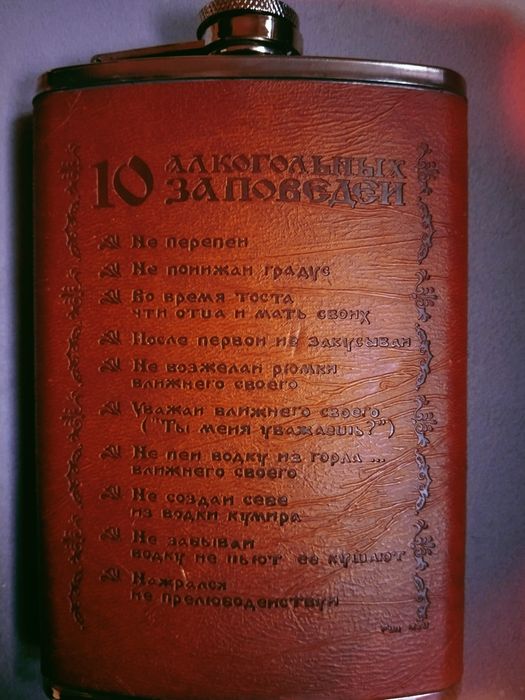 10 АЛКОГОЛЬНЫХ
ЗАПОВЕДЕЙ
Не перепей
Не понижай градус
Во время тоста
чти отца и мать своих
После первой не закусывай
Не возжелай рюмки
ближнего своего
Уважай ближнего своего
("Ты меня уважаешь?")
Не пей водку из горла ...
ближнего своего
Не создай себе
из водки кумира
Не забывай
водку не пьют ее кушают
Нажрался
не прелюбодействуй